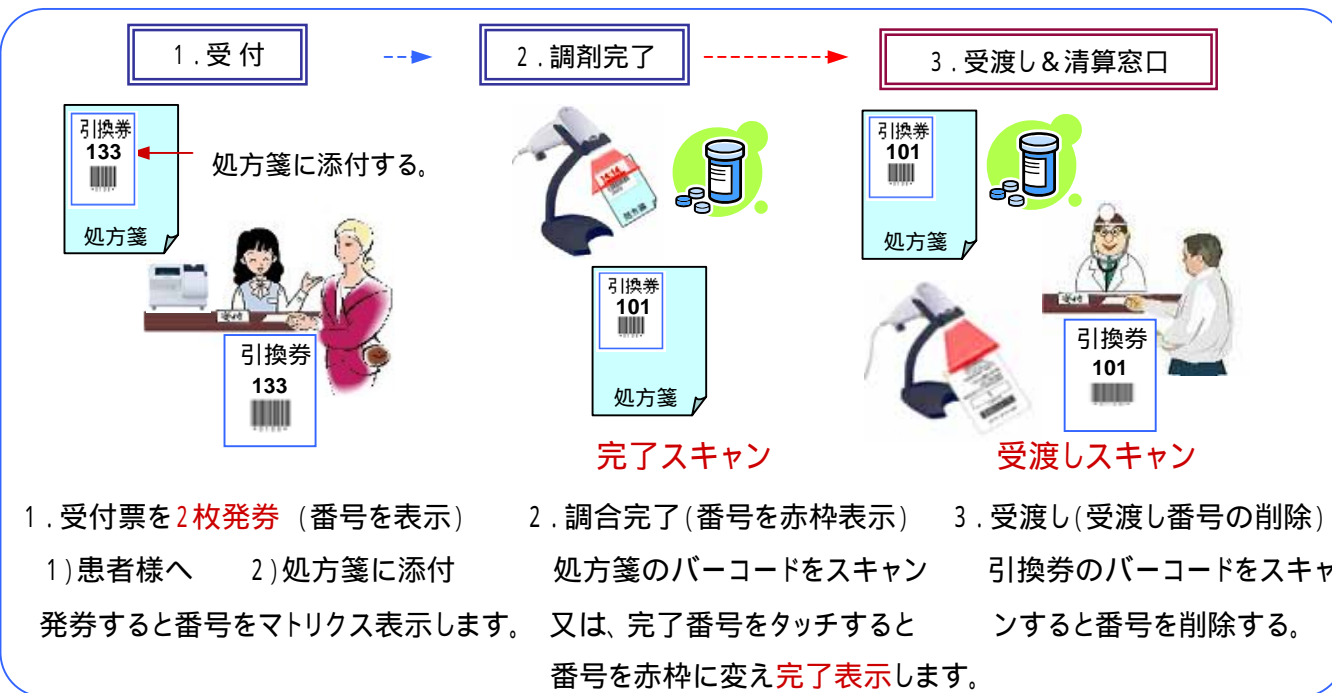 1.受 付
2.調剤完了
3.受渡し&清算窓口
引換券
133
処方箋
処方箋に添付する。
引換券
133
引換券
101
処方箋
完了スキャン
引換券
101
処方箋
引換券
101
受渡しスキャン
1.受付票を2枚発券 (番号を表示)
1)患者様へ 2)処方箋に添付
発券すると番号をマトリクス表示します。
2.調合完了(番号を赤枠表示)
処方箋のバーコードをスキャン
又は、完了番号をタッチすると
番号を赤枠に変え完了表示します。
3.受渡し(受渡し番号の削除)
引換券のバーコードをスキャ
ンすると番号を削除する。